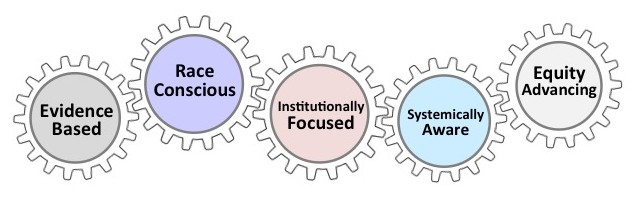 Evidence
Based
Race
Conscious
Institutionally
Focused
Systemically
Aware
Equity
Advancing